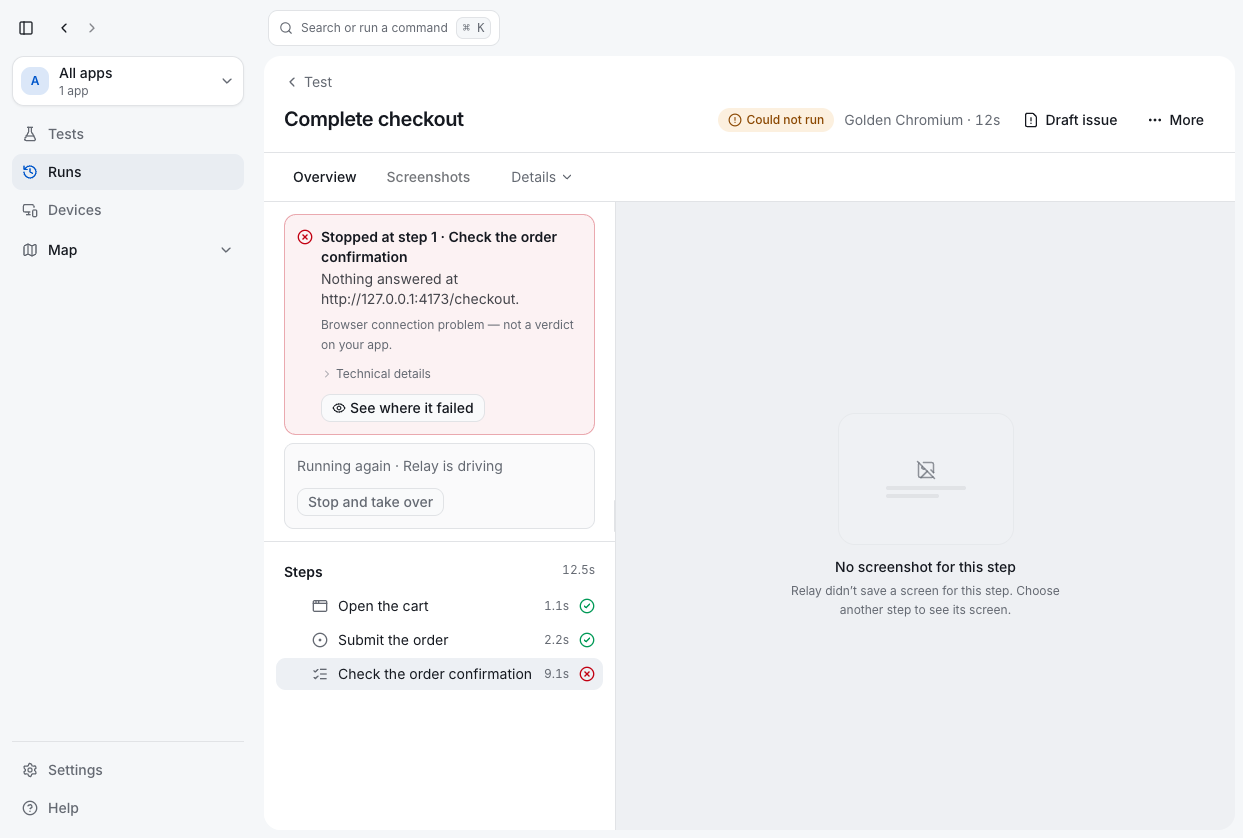 Search or run a command ⌘ K
A
All apps
1 app
Tests
Runs
Devices
Map
Settings
Help
Test
Complete checkout
Could not run
Golden Chromium · 12s
Draft issue
More
Overview
Screenshots
Details
Stopped at step 1 · Check the order
confirmation
Nothing answered at
http://127.0.0.1:4173/checkout.
Browser connection problem — not a verdict
on your app.
Technical details
See where it failed
Running again · Relay is driving
Stop and take over
Steps 12.5s
Open the cart 1.1s
Submit the order 2.2s
Check the order confirmation 9.1s
No screenshot for this step
Relay didn’t save a screen for this step. Choose
another step to see its screen.